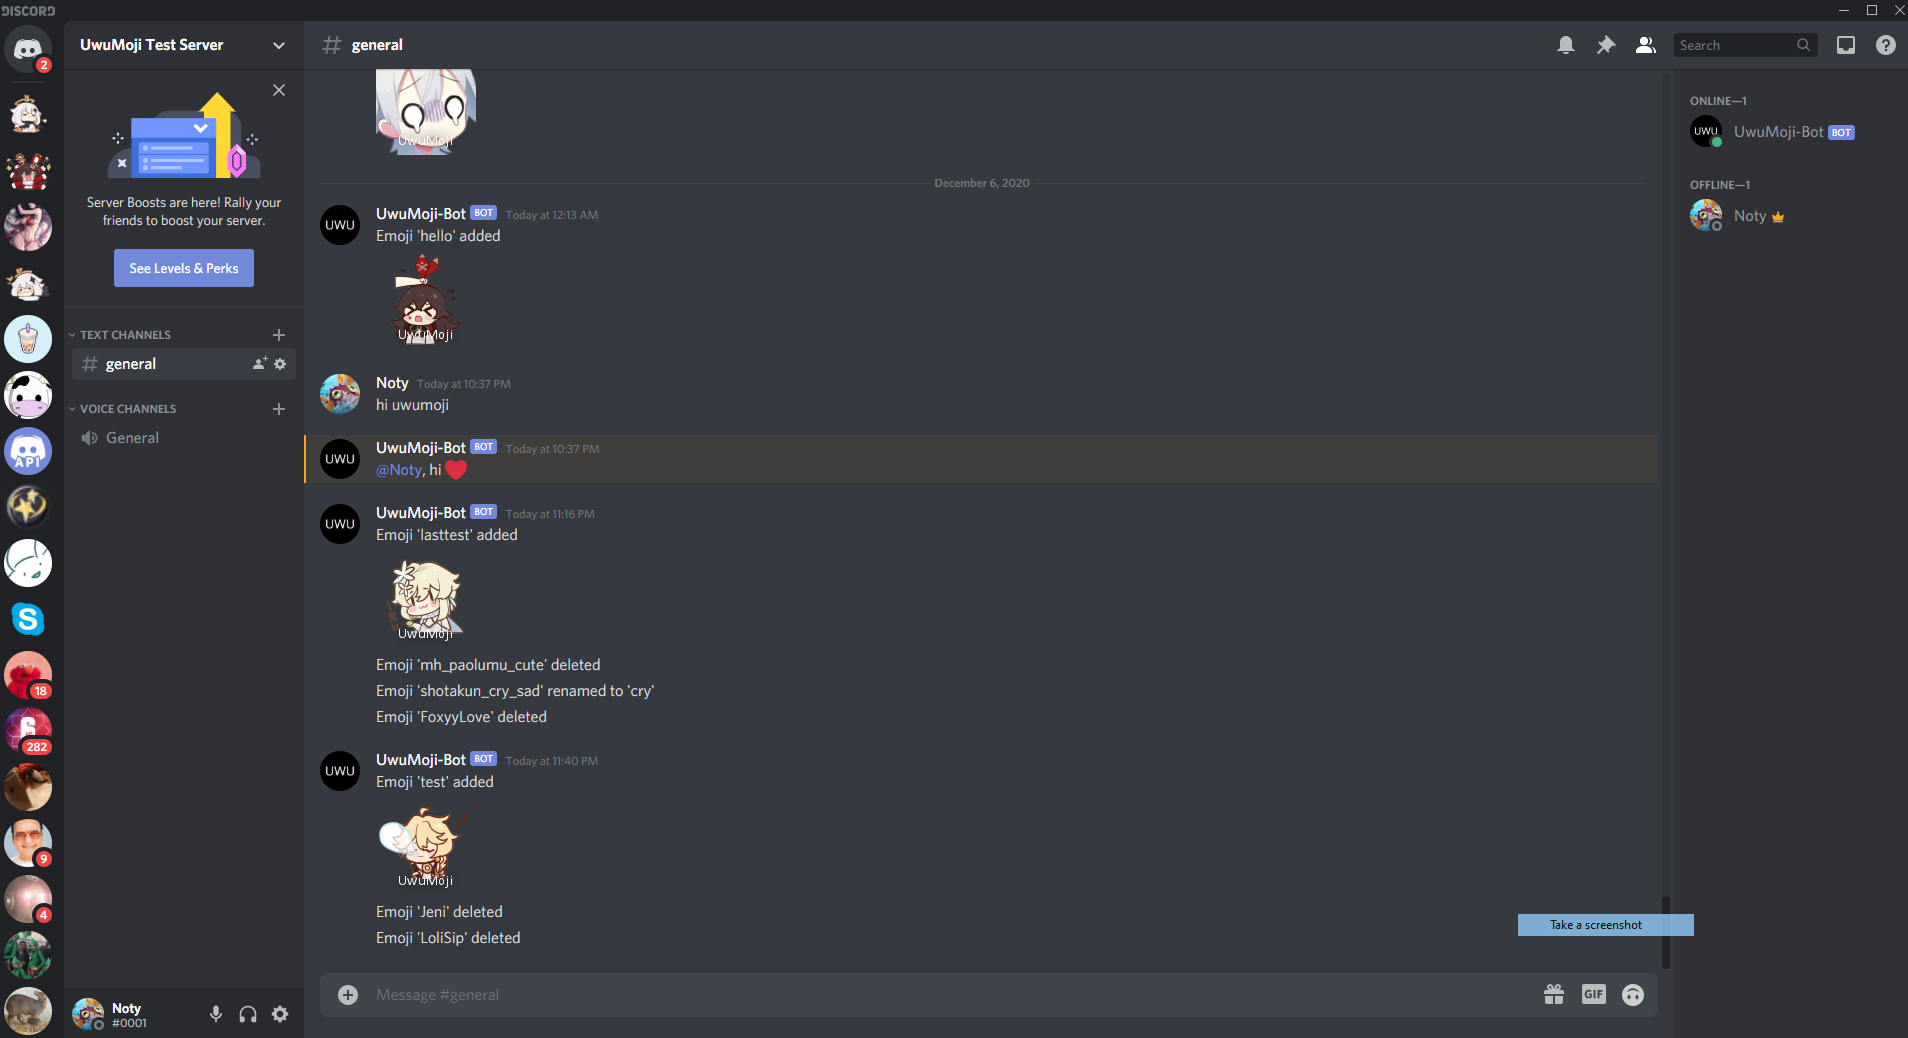 DISCORD
2
18
282
9
4
API
S
6
UwuMoji Test Server
Server Boosts are here! Rally your
friends to boost your server.
See Levels & Perks
TEXT CHANNELS
general
VOICE CHANNELS
General
Noty
#0001
general
Search
UwuMoji
December 6, 2020
UWU
UwuMoji-Bot BOT Today at 12:13 AM
Emoji 'hello' added
UwuMoji
Noty Today at 10:37 PM
hi uwumoji
UWU
UwuMoji-Bot BOT Today at 10:37 PM
@Noty, hi
UWU
UwuMoji-Bot BOT Today at 11:16 PM
Emoji 'lasttest' added
UwuMoji
Emoji 'mh_paolumu_cute' deleted
Emoji 'shotakun_cry_sad' renamed to 'cry'
Emoji 'FoxyyLove' deleted
UWU
UwuMoji-Bot BOT Today at 11:40 PM
Emoji 'test' added
UwuMoji
Emoji 'Jeni' deleted
Emoji 'LoliSip' deleted
Take a screenshot
Message #general
GIF
ONLINE—1
UWU
UwuMoji-Bot BOT
OFFLINE—1
Noty